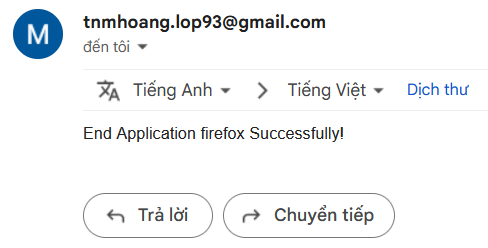 M
tnmhoang.lop93@gmail.com
đến tôi
Tiếng Anh Tiếng Việt Dịch thư
End Application firefox Successfully!
Trả lời Chuyển tiếp